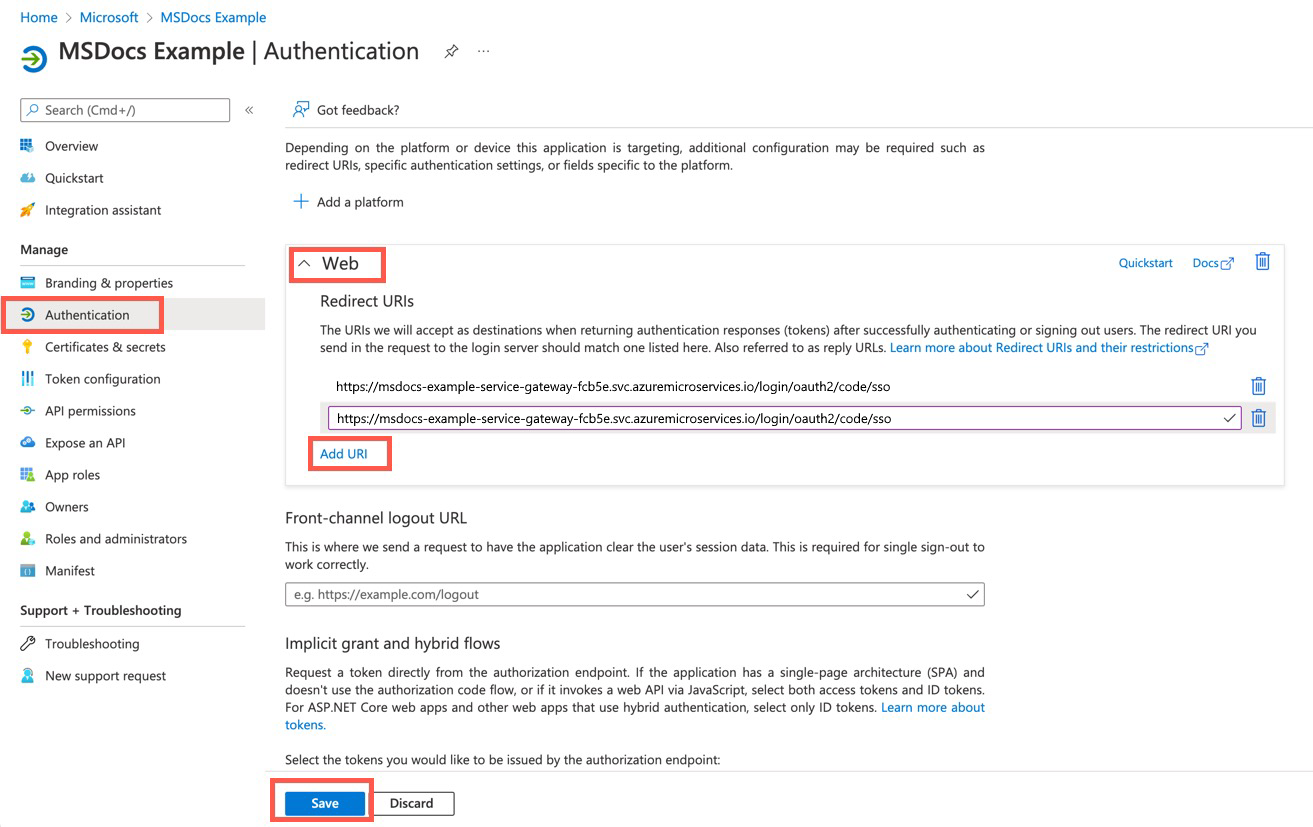 Home > Microsoft > MSDocs Example
MSDocs Example | Authentication
Search (Cmd+/)
Got feedback?
Overview
Quickstart
Integration assistant
Manage
Branding & properties
Authentication
Certificates & secrets
Token configuration
API permissions
Expose an API
App roles
Owners
Roles and administrators
Manifest
Support + Troubleshooting
Troubleshooting
New support request
Depending on the platform or device this application is targeting, additional configuration may be required such as
redirect URIs, specific authentication settings, or fields specific to the platform.
Add a platform
Web
Quickstart
Docs
Redirect URIs
The URIs we will accept as destinations when returning authentication responses (tokens) after successfully authenticating or signing out users. The redirect URI you
send in the request to the login server should match one listed here. Also referred to as reply URLs. Learn more about Redirect URIs and their restrictions
https://msdocs-example-service-gateway-fcb5e.svc.azuremicroservices.io/login/oauth2/code/sso
https://msdocs-example-service-gateway-fcb5e.svc.azuremicroservices.io/login/oauth2/code/sso
Add URI
Front-channel logout URL
This is where we send a request to have the application clear the user's session data. This is required for single sign-out to
work correctly.
e.g. https://example.com/logout
Implicit grant and hybrid flows
Request a token directly from the authorization endpoint. If the application has a single-page architecture (SPA) and
doesn't use the authorization code flow, or if it invokes a web API via JavaScript, select both access tokens and ID tokens.
For ASP.NET Core web apps and other web apps that use hybrid authentication, select only ID tokens. Learn more about
tokens.
Select the tokens you would like to be issued by the authorization endpoint:
Save
Discard